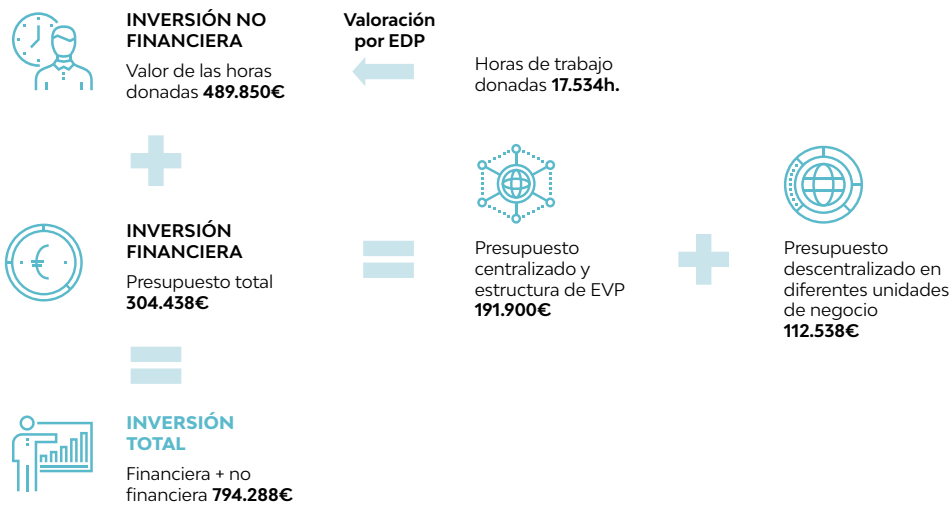 INVERSIÓN NO
FINANCIERA
Valor de las horas
donadas 489.850€
Valoración
por EDP
Horas de trabajo
donadas 17.534h.
INVERSIÓN
FINANCIERA
Presupuesto total
304.438€
Presupuesto
centralizado y
estructura de EVP
191.900€
Presupuesto
descentralizado en
diferentes unidades
de negocio
112.538€
INVERSIÓN
TOTAL
Financiera + no
financiera 794.288€